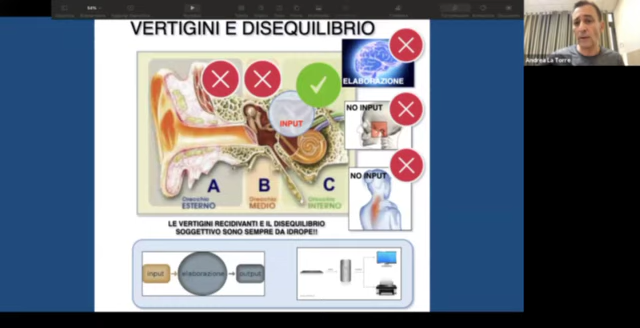 54%
VERTIGINI E DISEQUILIBRIO
Andrea La Torre
ELABORAZIONE
INPUT
NO INPUT
A B C
Orecchio Orecchio Orecchio
ESTERNO MEDIO INTERNO
NO INPUT
LE VERTIGINI RECIDIVANTI E IL DISEQUILIBRIO
SOGGETTIVO SONO SEMPRE DA IDROPE!!
input elaborazione output